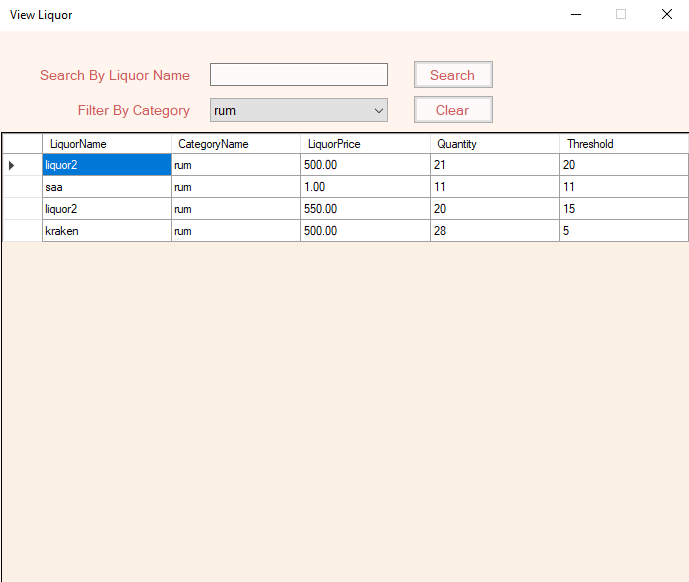 View Liquor
Search By Liquor Name Search
Filter By Category rum Clear
LiquorName CategoryName LiquorPrice Quantity Threshold
liquor2 rum 500.00 21 20
saa rum 1.00 11 11
liquor2 rum 550.00 20 15
kraken rum 500.00 28 5